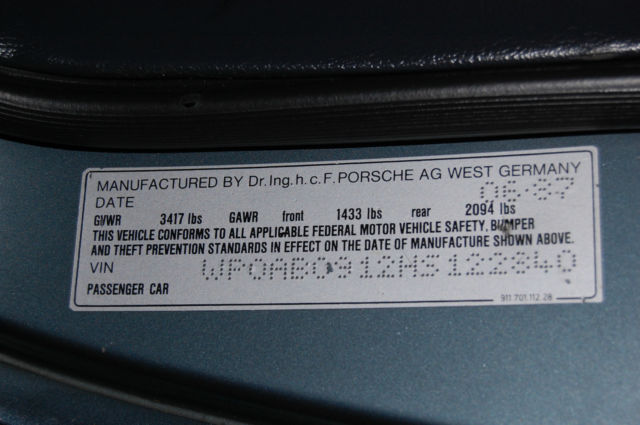 MANUFACTURED BY Dr.Ing.h.c.F.PORSCHE AG WEST GERMANY
DATE 06-87
GVWR 3417 lbs GAWR front 1433 lbs rear 2094 lbs
THIS VEHICLE CONFORMS TO ALL APPLICABLE FEDERAL MOTOR VEHICLE SAFETY, BUMPER
AND THEFT PREVENTION STANDARDS IN EFFECT ON THE DATE OF MANUFACTURE SHOWN ABOVE.
VIN WP0AB0912HS122840
PASSENGER CAR 911 701 112 28